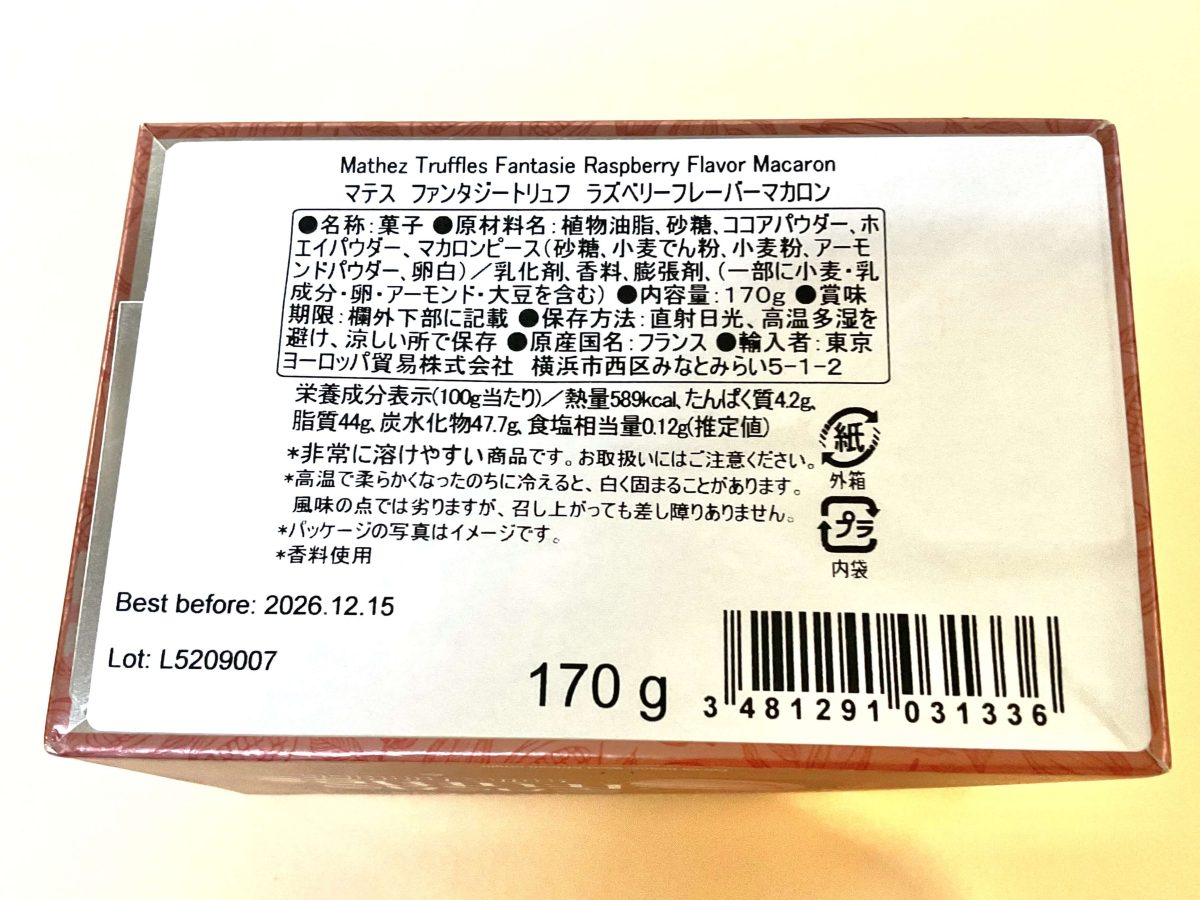 Mathez Truffles Fantasie Raspberry Flavor Macaron
マテス ファンタジートリュフ ラズベリーフレーバーマカロン
●名称:菓子 ●原材料名:植物油脂、砂糖、ココアパウダー、ホ
エイパウダー、マカロンピース(砂糖、小麦でん粉、小麦粉、アーモ
ンドパウダー、卵白)／乳化剤、香料、膨張剤、(一部に小麦・乳
成分・卵・アーモンド・大豆を含む) ●内容量:170g ●賞味
期限:欄外下部に記載 ●保存方法:直射日光、高温多湿を
避け、涼しい所で保存 ●原産国名:フランス ●輸入者:東京
ヨーロッパ貿易株式会社 横浜市西区みなとみらい5-1-2
栄養成分表示(100g当たり)／熱量589kcal、たんぱく質4.2g、
脂質44g、炭水化物47.7g、食塩相当量0.12g(推定値)
*非常に溶けやすい商品です。お取扱いにはご注意ください。
*高温で柔らかくなったのちに冷えると、白く固まることがあります。
風味の点では劣りますが、召し上がっても差し障りありません。
*パッケージの写真はイメージです。
*香料使用
紙
外箱
プラ
内袋
Best before: 2026.12.15
Lot: L5209007
170 g
3 481291 031336